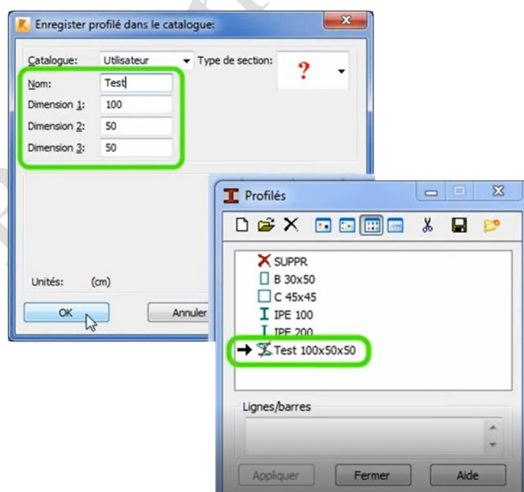 Enregister profilé dans le catalogue:
Catalogue: Utilisateur Type de section:
?
Nom: Test
Dimension 1: 100
Dimension 2: 50
Dimension 3: 50
Unités: (cm)
OK Annuler
Profilés
SUPPR
B 30x50
C 45x45
IPE 100
IPE 200
Test 100x50x50
Lignes/barres
Appliquer Fermer Aide